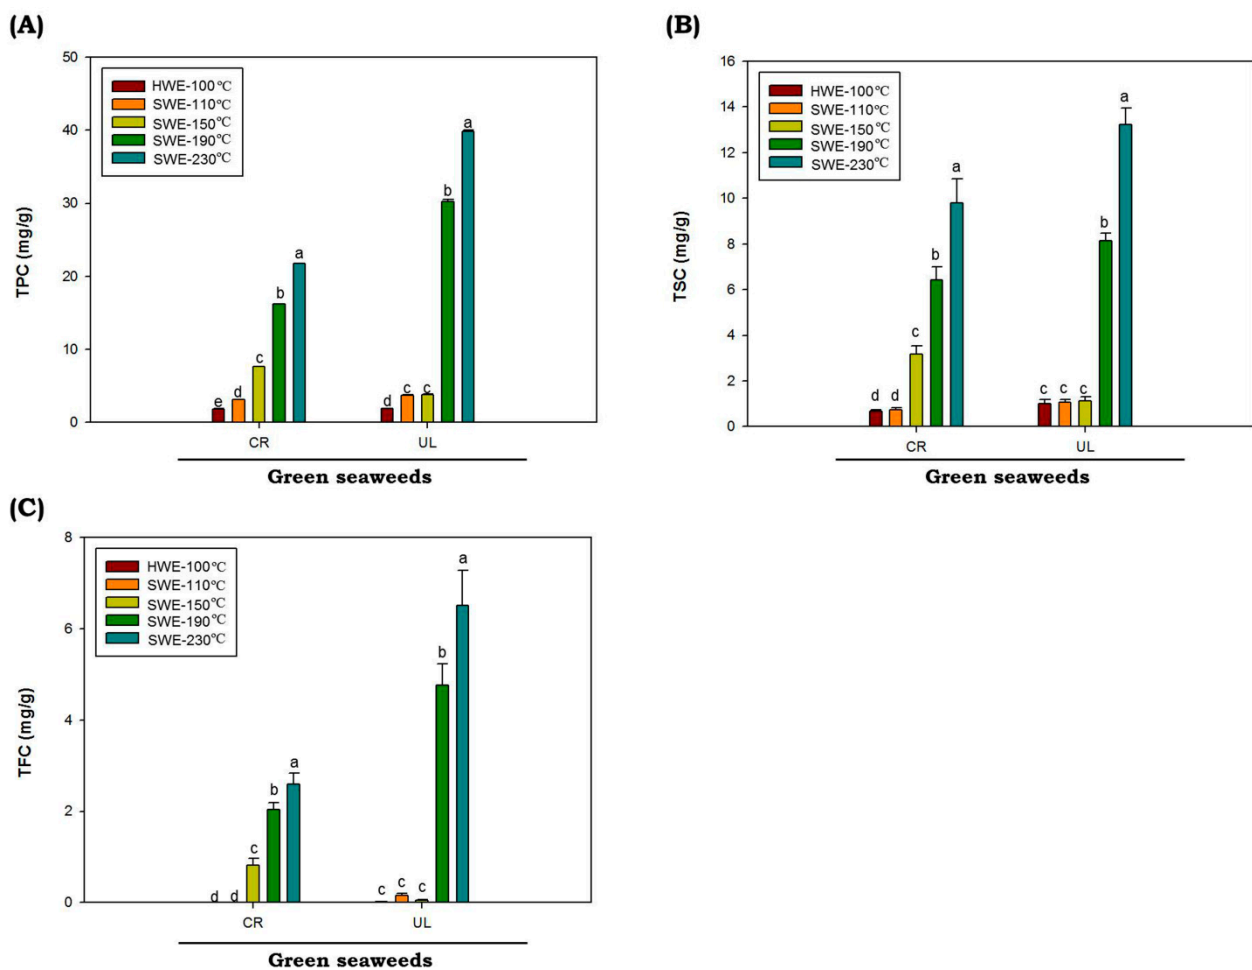 (A)
50
40
30
20
10
0
TPC (mg/g)
HWE-100℃
SWE-110℃
SWE-150℃
SWE-190℃
SWE-230℃
e
d
c
b
a
d
c
c
b
a
CR
UL
Green seaweeds
(B)
16
14
12
10
8
6
4
2
0
TSC (mg/g)
HWE-100℃
SWE-110℃
SWE-150℃
SWE-190℃
SWE-230℃
d
d
c
b
a
c
c
c
b
a
CR
UL
Green seaweeds
(C)
8
6
4
2
0
TFC (mg/g)
HWE-100℃
SWE-110℃
SWE-150℃
SWE-190℃
SWE-230℃
d
d
c
b
a
c
c
c
b
a
CR
UL
Green seaweeds